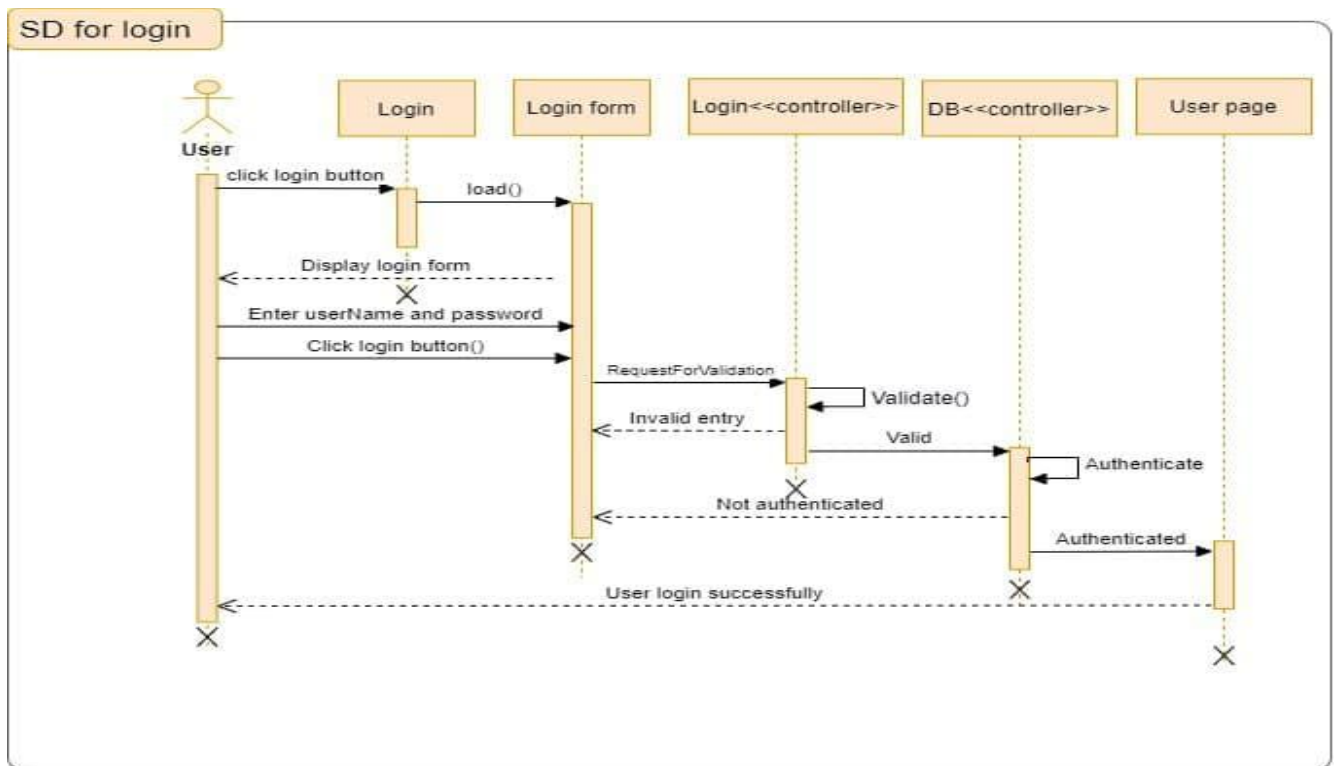 SD for login
Login
Login form
Login<<controller>>
DB<<controller>>
User page
User
click login button
load()
Display login form
Enter userName and password
Click login button()
RequestForValidation
Validate()
Invalid entry
Valid
Authenticate
Not authenticated
Authenticated
User login successfully